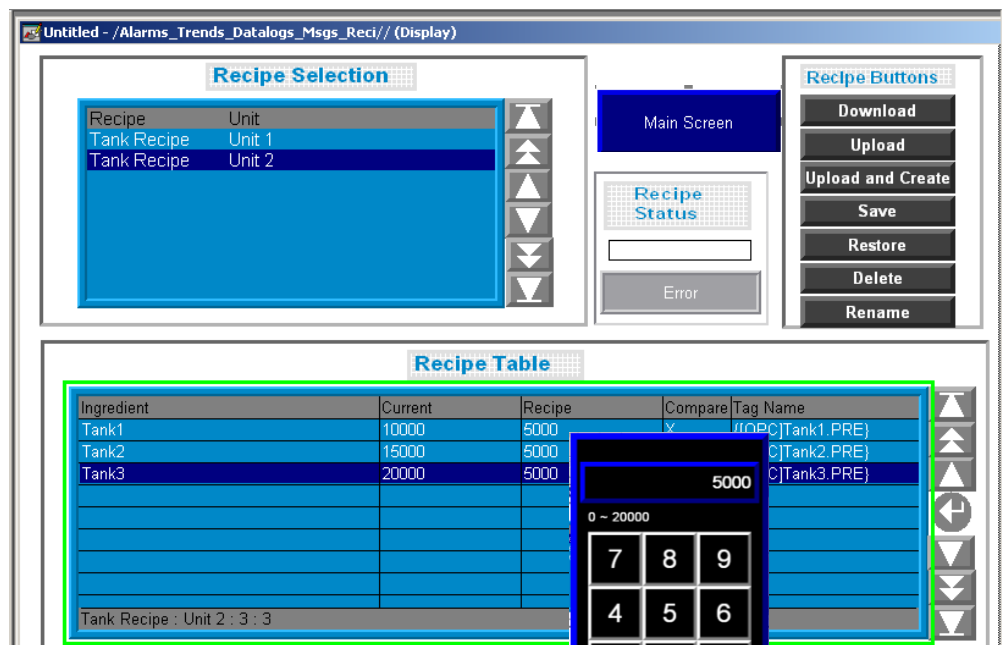 Untitled - /Alarms_Trends_Datalogs_Msgs_Reci// (Display)
Recipe Selection
Recipe Unit
Tank Recipe Unit 1
Tank Recipe Unit 2
Main Screen
Recipe
Status
Error
Recipe Buttons
Download
Upload
Upload and Create
Save
Restore
Delete
Rename
Recipe Table
Ingredient Current Recipe Compare Tag Name
Tank1 10000 5000 X {[OPC]Tank1.PRE}
Tank2 15000 5000 C]Tank2.PRE}
Tank3 20000 5000 C]Tank3.PRE}
Tank Recipe : Unit 2 : 3 : 3
5000
0 ~ 20000
7 8 9
4 5 6